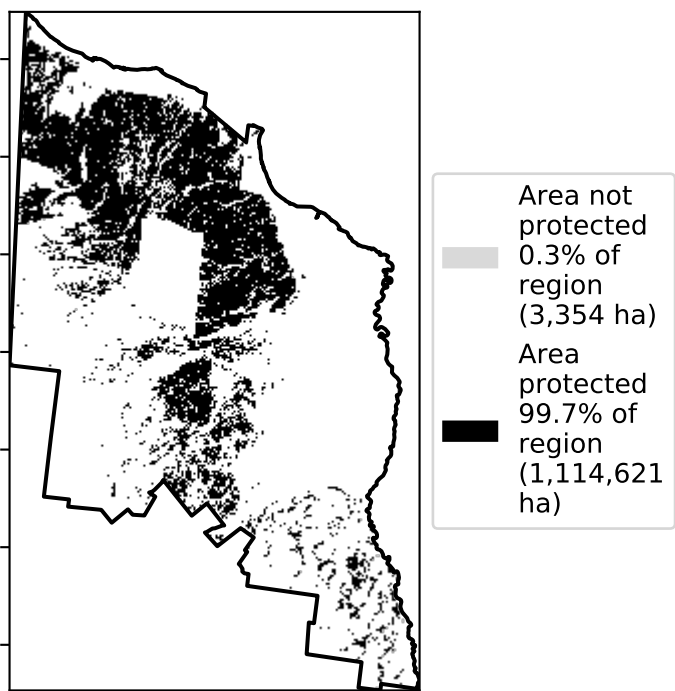 Area not
protected
0.3% of
region
(3,354 ha)
Area
protected
99.7% of
region
(1,114,621
ha)